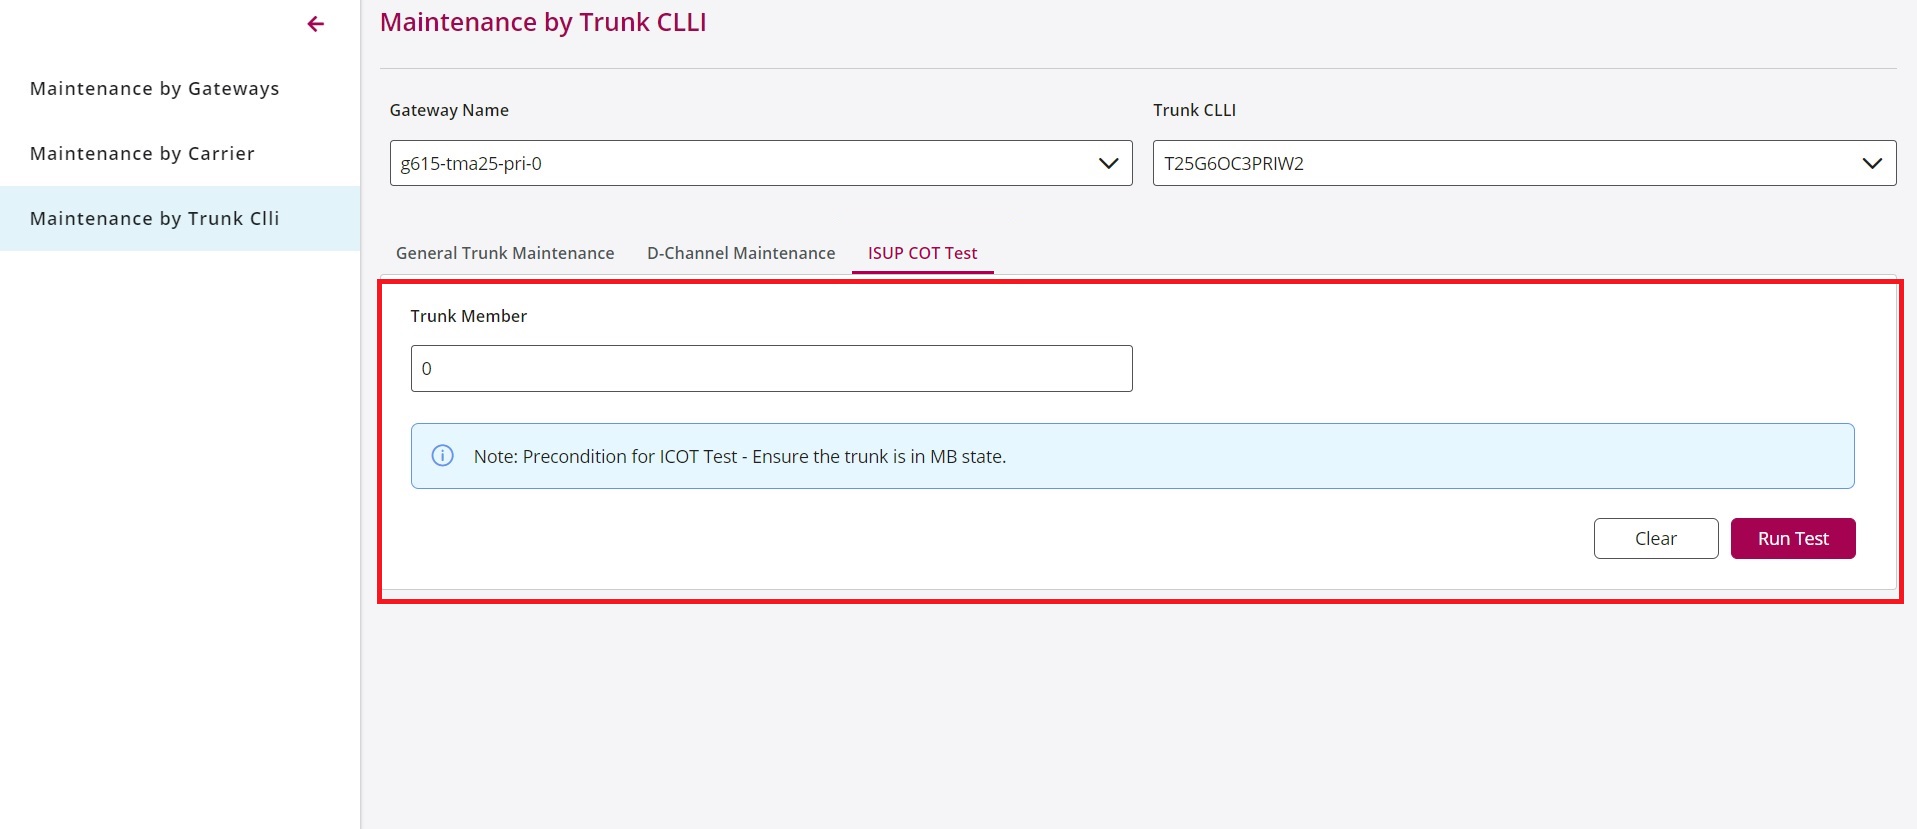 Maintenance by Trunk CLLI
Maintenance by Gateways
Maintenance by Carrier
Maintenance by Trunk Clli
Gateway Name
Trunk CLLI
g615-tma25-pri-0
T25G6OC3PRIW2
General Trunk Maintenance
D-Channel Maintenance
ISUP COT Test
Trunk Member
0
Note: Precondition for ICOT Test - Ensure the trunk is in MB state.
Clear
Run Test